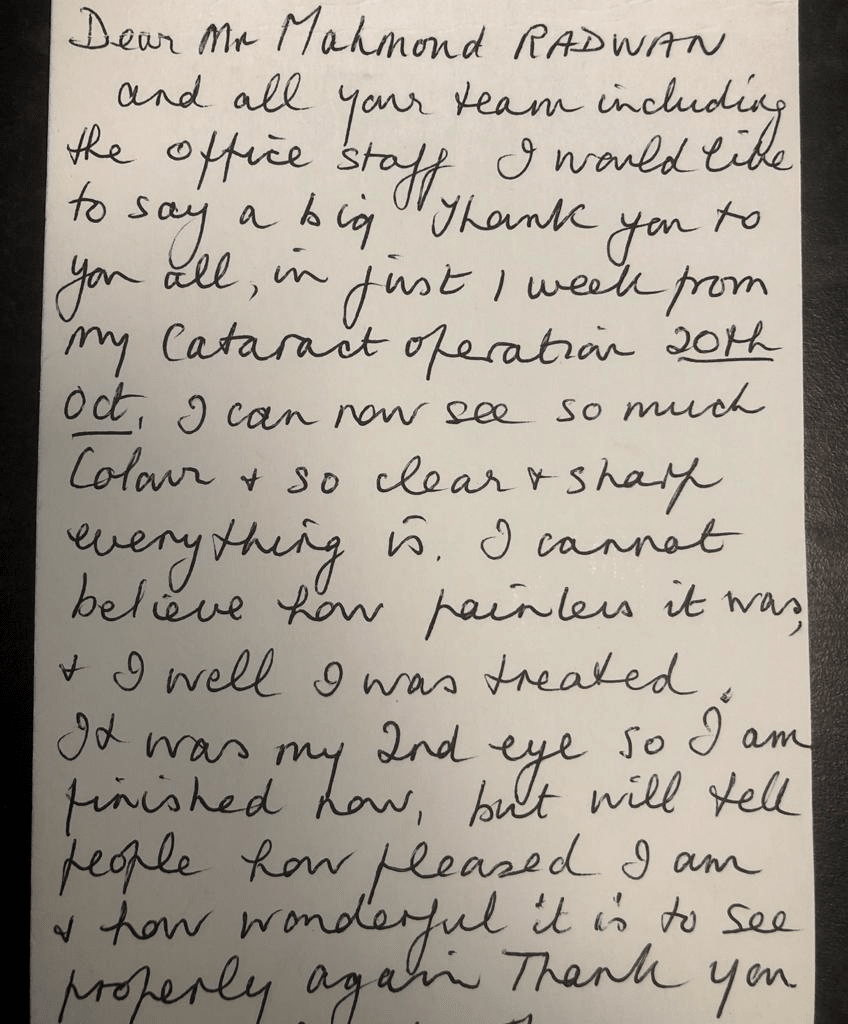 Dear Mr Mahmond RADWAN
and all your team including
the office staff I would like
to say a big Thank you to
you all, in just 1 week from
my Cataract operation 20th
Oct, I can now see so much
Colour + so clear + sharp
everything is. I cannot
believe how painless it was,
+ I well I was treated.
It was my 2nd eye so I am
finished now, but will tell
people how pleased I am
+ how wonderful it is to see
properly again Thank you